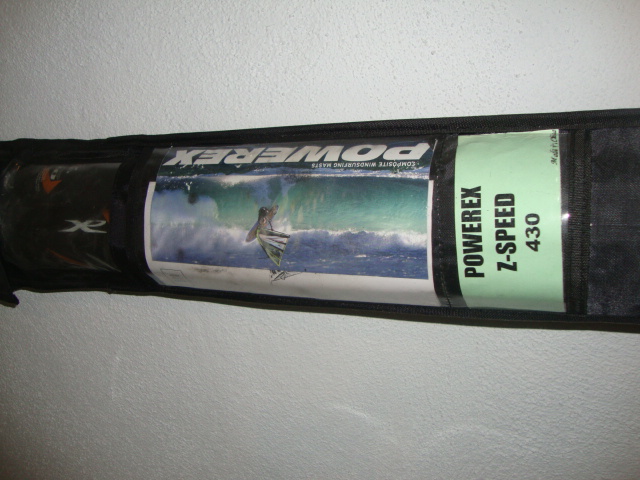 POWEREX
COMPOSITE WINDSURFING MASTS
POWEREX
Z-SPEED
430